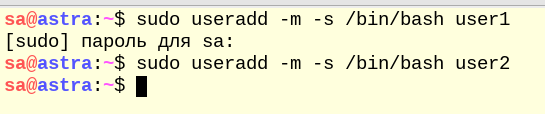 sa@astra:~$ sudo useradd -m -s /bin/bash user1
[sudo] пароль для sa:
sa@astra:~$ sudo useradd -m -s /bin/bash user2
sa@astra:~$